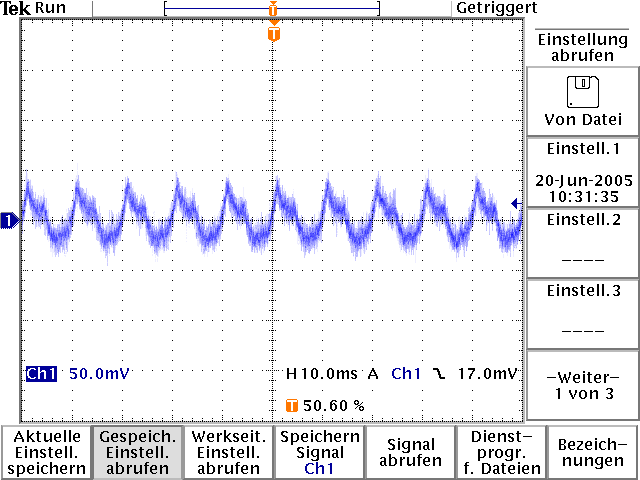 Tek Run
Getriggert
T
T
1
Ch1 50.0mV
H 10.0ms A Ch1 17.0mV
T 50.60 %
Einstellung
abrufen
Von Datei
Einstell.1
20-Jun-2005
10:31:35
Einstell.2
----
Einstell.3
----
-Weiter-
1 von 3
Aktuelle
Einstell.
speichern
Gespeich.
Einstell.
abrufen
Werkseit.
Einstell.
abrufen
Speichern
Signal
Ch1
Signal
abrufen
Dienst-
progr.
f. Dateien
Bezeich-
nungen